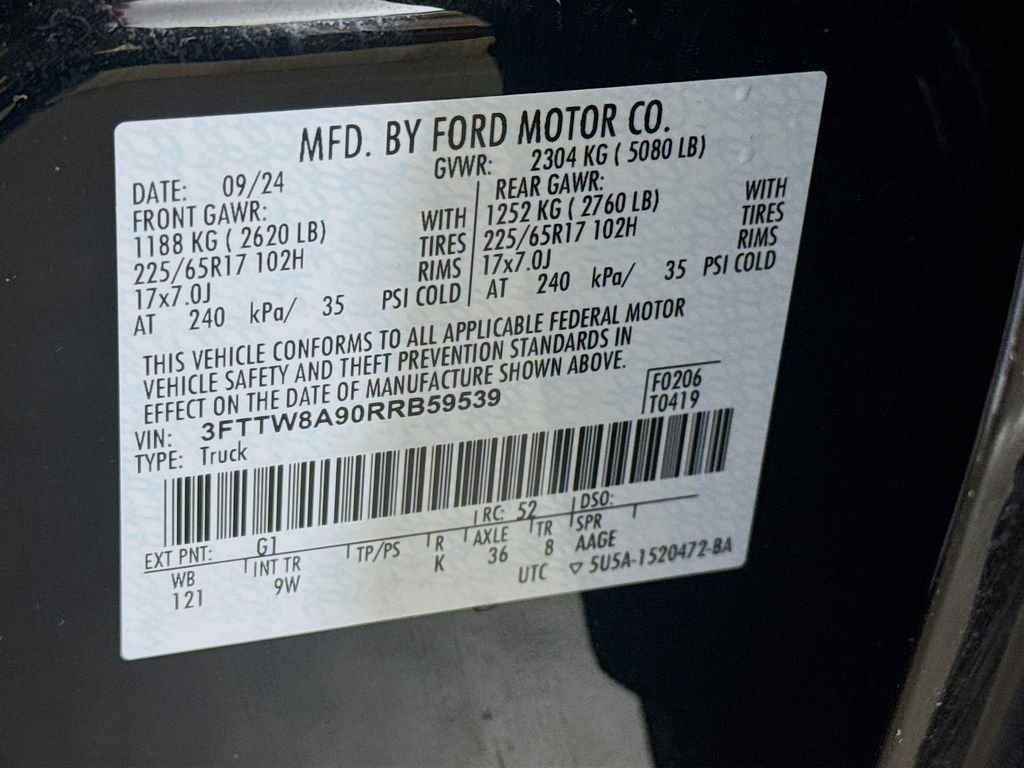 MFD. BY FORD MOTOR CO.
DATE: 09/24 GVWR: 2304 KG ( 5080 LB)
FRONT GAWR: REAR GAWR:
1188 KG ( 2620 LB) WITH 1252 KG ( 2760 LB) WITH
225/65R17 102H TIRES 225/65R17 102H TIRES
17x7.0J RIMS 17x7.0J RIMS
AT 240 kPa/ 35 PSI COLD AT 240 kPa/ 35 PSI COLD
THIS VEHICLE CONFORMS TO ALL APPLICABLE FEDERAL MOTOR
VEHICLE SAFETY AND THEFT PREVENTION STANDARDS IN
EFFECT ON THE DATE OF MANUFACTURE SHOWN ABOVE.
VIN: 3FTTW8A90RRB59539 F0206
TYPE: Truck T0419
EXT PNT: G1 RC: 52 DSO:
WB INT TR TP/PS R AXLE TR SPR
121 9W K 36 8 AAGE
UTC ▽ 5U5A-1520472-BA